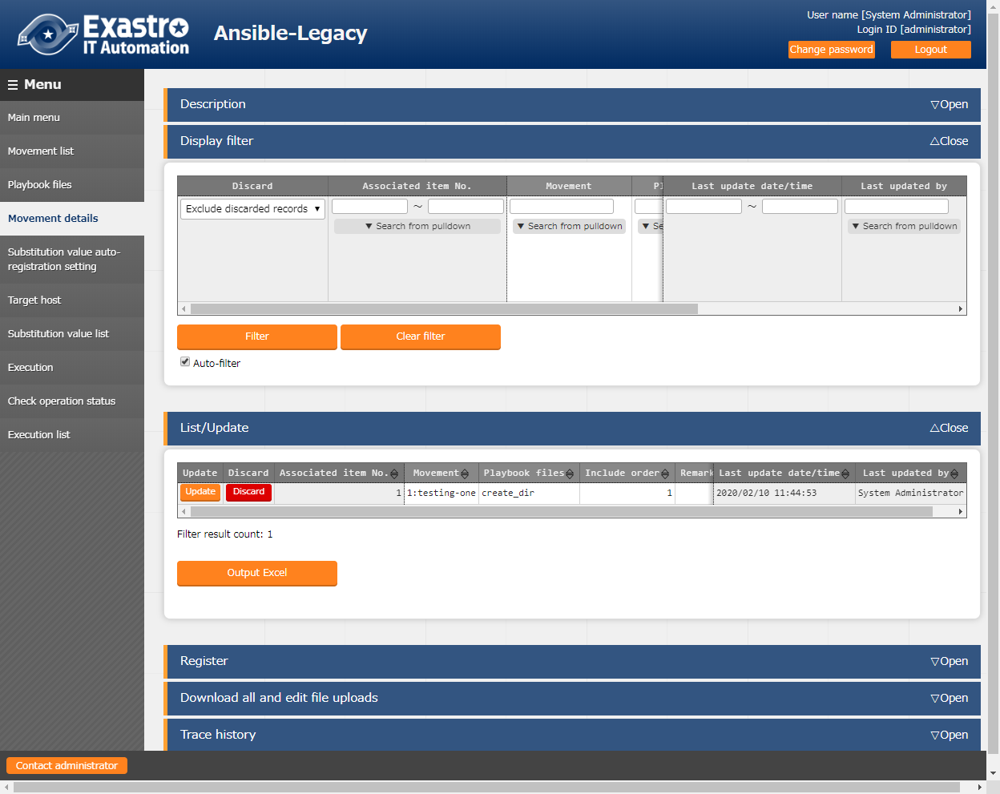 Exastro
IT Automation
Ansible-Legacy
User name [System Administrator]
Login ID [administrator]
Change password
Logout
Menu
Main menu
Movement list
Playbook files
Movement details
Substitution value auto-
registration setting
Target host
Substitution value list
Execution
Check operation status
Execution list
Description
▽Open
Display filter
△Close
Discard Associated item No. Movement Pl Last update date/time Last updated by
Exclude discarded records ▼ ~ ~
▼ Search from pulldown ▼ Search from pulldown ▼ Se ▼ Search from pulldown
Filter Clear filter
Auto-filter
List/Update
△Close
Update Discard Associated item No. Movement Playbook files Include order Remark Last update date/time Last updated by
Update Discard 1 1:testing-one create_dir 1 2020/02/10 11:44:53 System Administrator
Filter result count: 1
Output Excel
Register
▽Open
Download all and edit file uploads
▽Open
Trace history
▽Open
Contact administrator